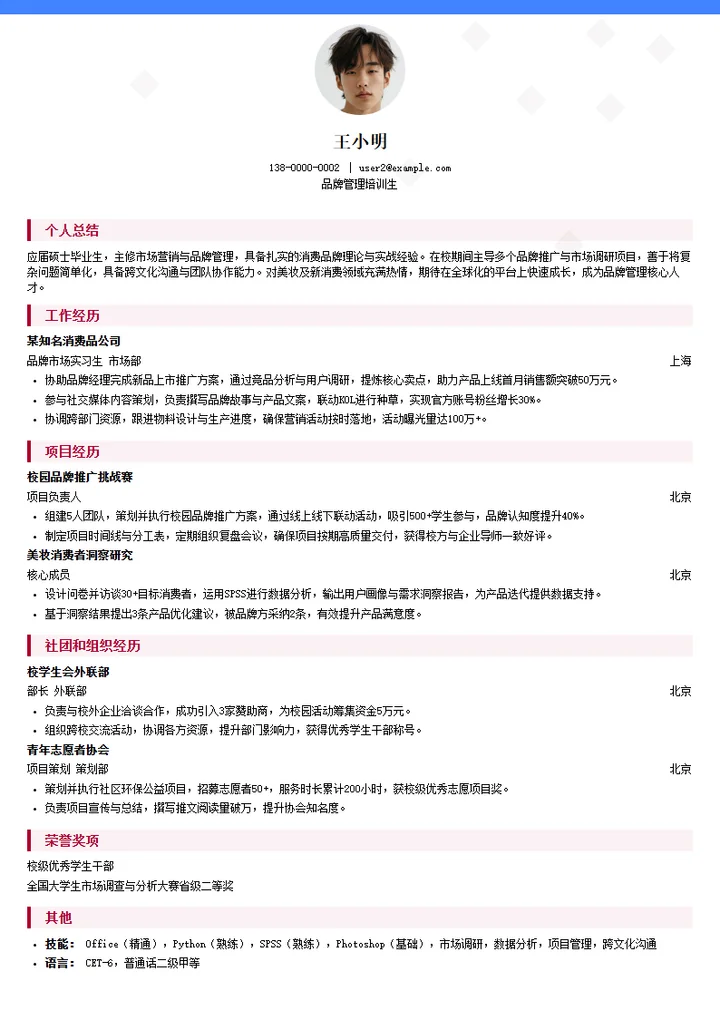 王小明
138-0000-0002 | user2@example.com
品牌管理培训生
个人总结
应届硕士毕业生，主修市场营销与品牌管理，具备扎实的消费品牌理论与实战经验。在校期间主导多个品牌推广与市场调研项目，善于将复
杂问题简单化，具备跨文化沟通与团队协作能力。对美妆及新消费领域充满热情，期待在全球化的平台上快速成长，成为品牌管理核心人
才。
工作经历
某知名消费品公司
品牌市场实习生 市场部 上海
• 协助品牌经理完成新品上市推广方案，通过竞品分析与用户调研，提炼核心卖点，助力产品上线首月销售额突破50万元。
• 参与社交媒体内容策划，负责撰写品牌故事与产品文案，联动KOL进行种草，实现官方账号粉丝增长30%。
• 协调跨部门资源，跟进物料设计与生产进度，确保营销活动按时落地，活动曝光量达100万+。
项目经历
校园品牌推广挑战赛
项目负责人 北京
• 组建5人团队，策划并执行校园品牌推广方案，通过线上线下联动活动，吸引500+学生参与，品牌认知度提升40%。
• 制定项目时间线与分工表，定期组织复盘会议，确保项目按期高质量交付，获得校方与企业导师一致好评。
美妆消费者洞察研究
核心成员 北京
• 设计问卷并访谈30+目标消费者，运用SPSS进行数据分析，输出用户画像与需求洞察报告，为产品迭代提供数据支持。
• 基于洞察结果提出3条产品优化建议，被品牌方采纳2条，有效提升产品满意度。
社团和组织经历
校学生会外联部
部长 外联部 北京
• 负责与校外企业洽谈合作，成功引入3家赞助商，为校园活动筹集资金5万元。
• 组织跨校交流活动，协调各方资源，提升部门影响力，获得优秀学生干部称号。
青年志愿者协会
项目策划 策划部 北京
• 策划并执行社区环保公益项目，招募志愿者50+，服务时长累计200小时，获校级优秀志愿项目奖。
• 负责项目宣传与总结，撰写推文阅读量破万，提升协会知名度。
荣誉奖项
校级优秀学生干部
全国大学生市场调查与分析大赛省级二等奖
其他
• 技能： Office（精通），Python（熟练），SPSS（熟练），Photoshop（基础），市场调研，数据分析，项目管理，跨文化沟通
• 语言： CET-6，普通话二级甲等